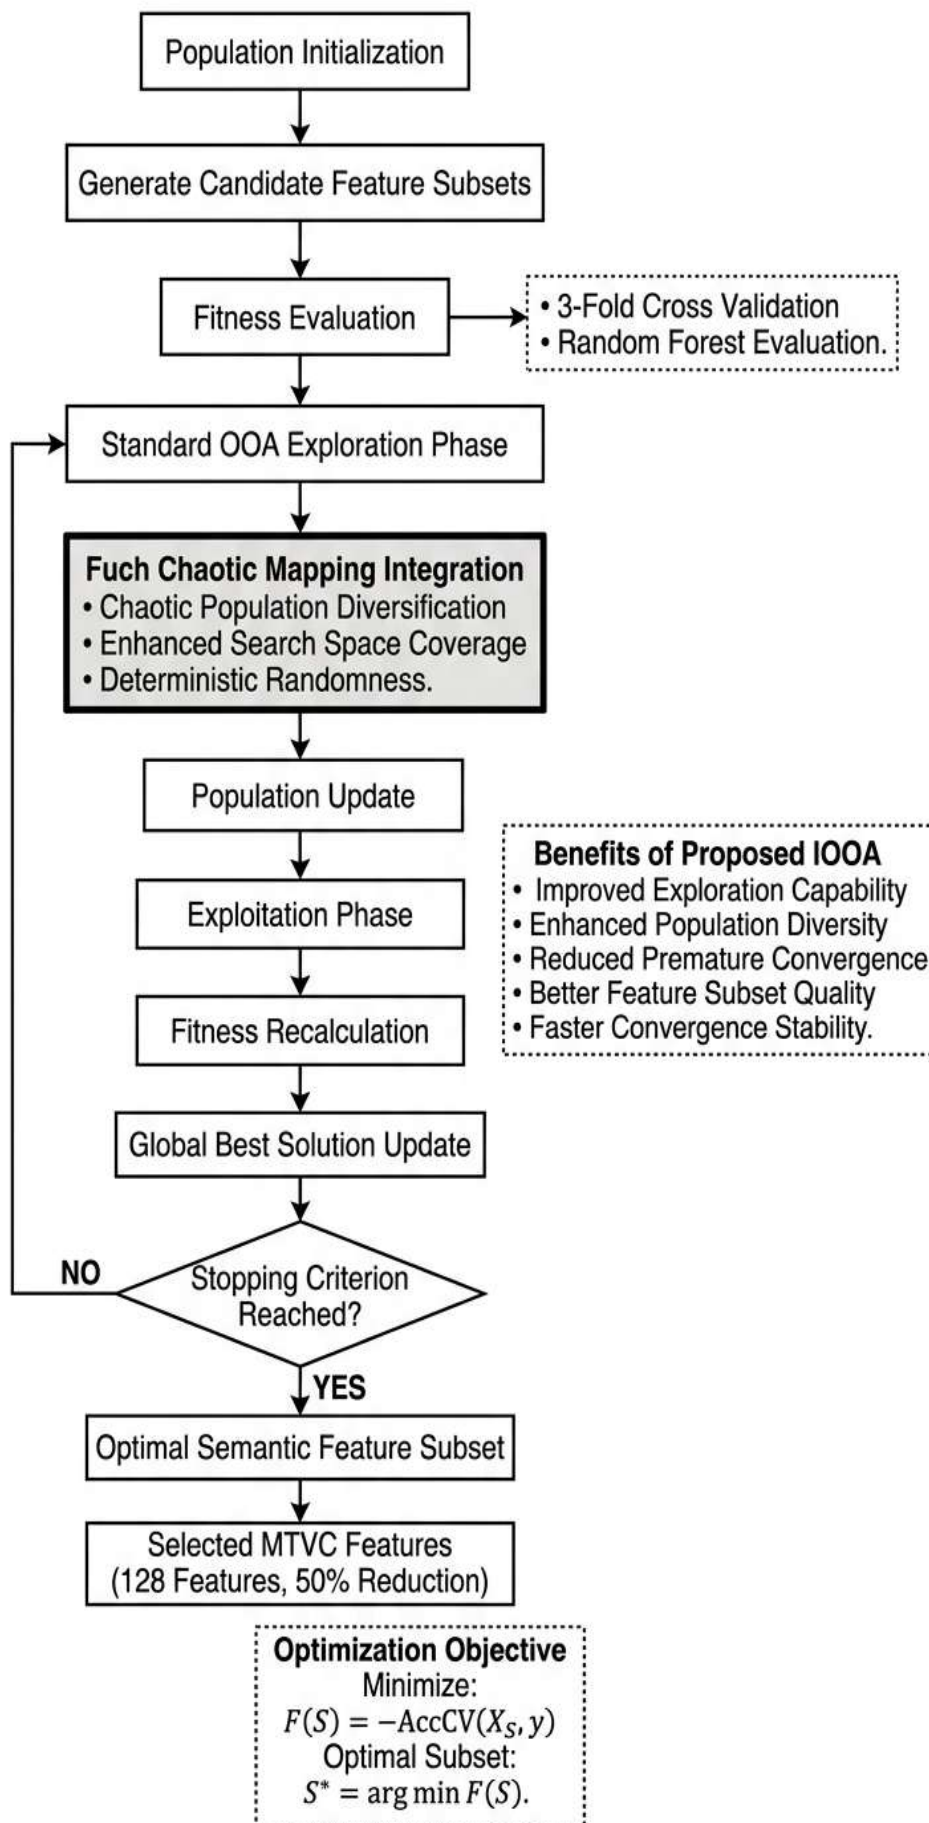 Population Initialization
Generate Candidate Feature Subsets
Fitness Evaluation
• 3-Fold Cross Validation
• Random Forest Evaluation.
Standard OOA Exploration Phase
Fuch Chaotic Mapping Integration
• Chaotic Population Diversification
• Enhanced Search Space Coverage
• Deterministic Randomness.
Population Update
Benefits of Proposed IOOA
• Improved Exploration Capability
• Enhanced Population Diversity
• Reduced Premature Convergence
• Better Feature Subset Quality
• Faster Convergence Stability.
Exploitation Phase
Fitness Recalculation
Global Best Solution Update
NO
Stopping Criterion
Reached?
YES
Optimal Semantic Feature Subset
Selected MTVC Features
(128 Features, 50% Reduction)
Optimization Objective
Minimize:
F(S) = −AccCV(X_S, y)
Optimal Subset:
S* = arg min F(S).